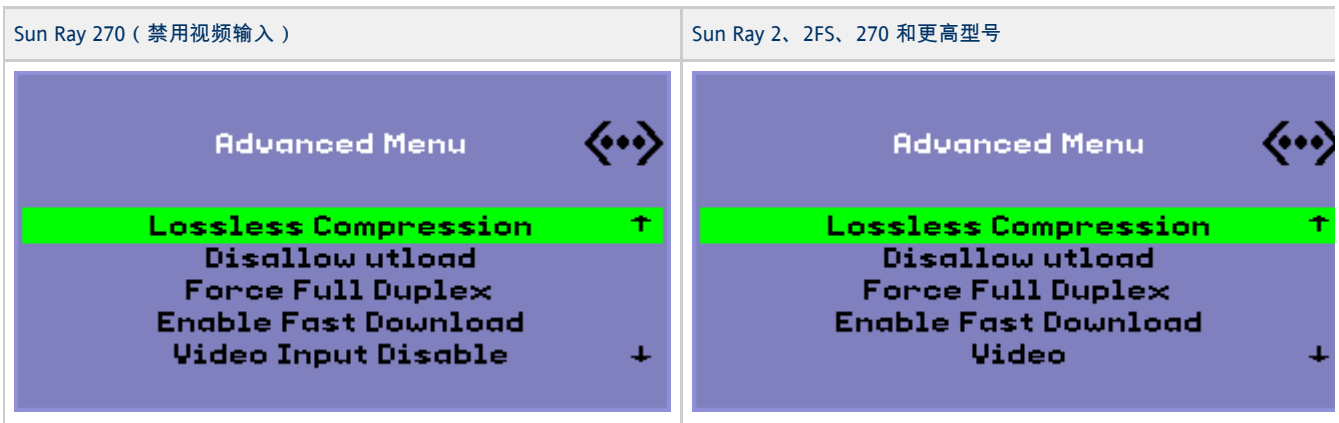 Sun Ray 270 ( 禁用视频输入 )
Sun Ray 2、2FS、270 和更高型号
Advanced Menu
Lossless Compression ↑
Disallow utload
Force Full Duplex
Enable Fast Download
Video Input Disable ↓
Advanced Menu
Lossless Compression ↑
Disallow utload
Force Full Duplex
Enable Fast Download
Video ↓